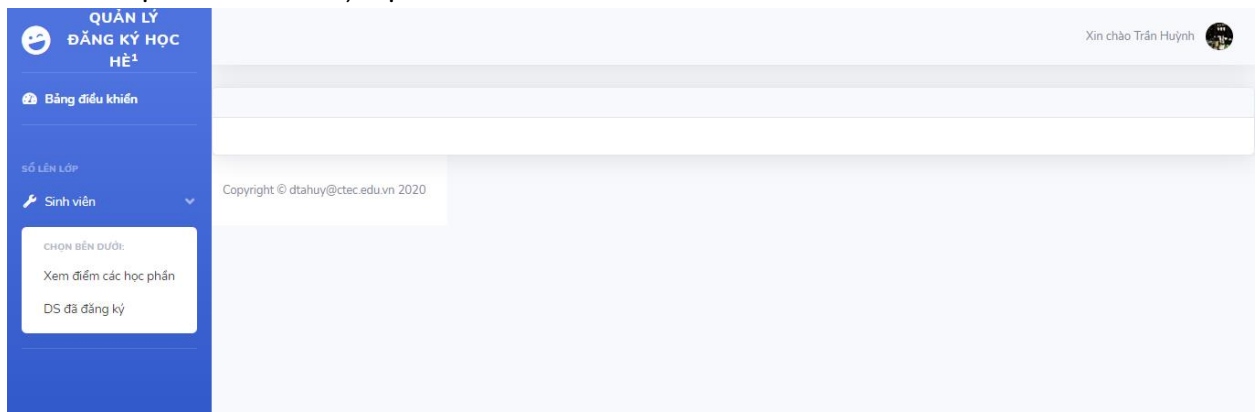 QUẢN LÝ
ĐĂNG KÝ HỌC
HÈ¹
Xin chào Trần Huỳnh
Bảng điều khiển
SỔ LÊN LỚP
Sinh viên
Copyright © dtahuy@ctec.edu.vn 2020
CHỌN BÊN DƯỚI:
Xem điểm các học phần
DS đã đăng ký